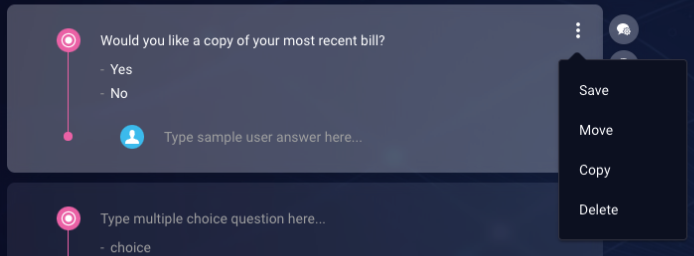 Would you like a copy of your most recent bill?
- Yes
- No
Type sample user answer here...
Save
Move
Copy
Delete
Type multiple choice question here...
- choice